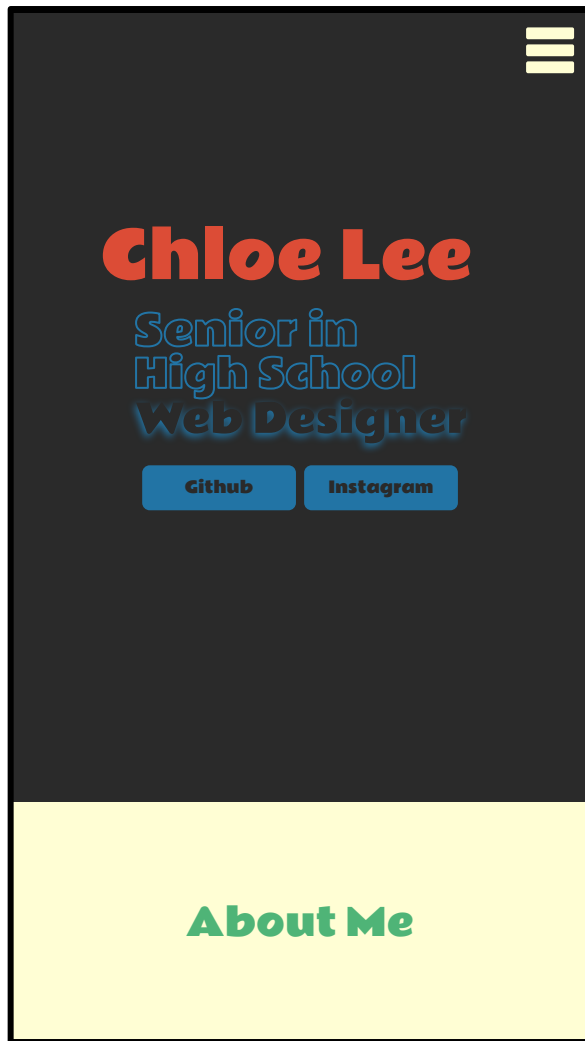 Chloe Lee
Senior in
High School
Web Designer
Github Instagram
About Me